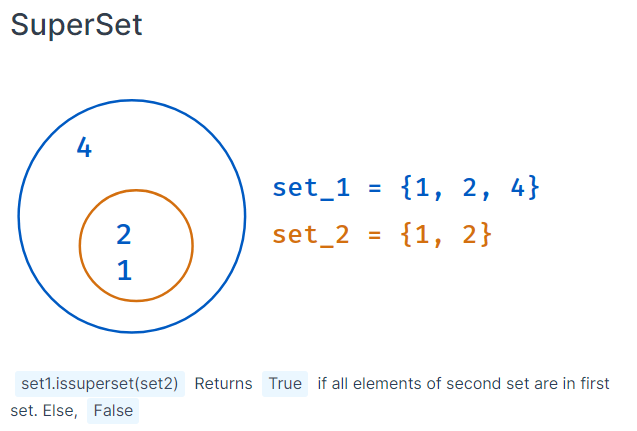 SuperSet
4
set_1 = {1, 2, 4}
2
set_2 = {1, 2}
1
set1.issuperset(set2) Returns True if all elements of second set are in first
set. Else, False